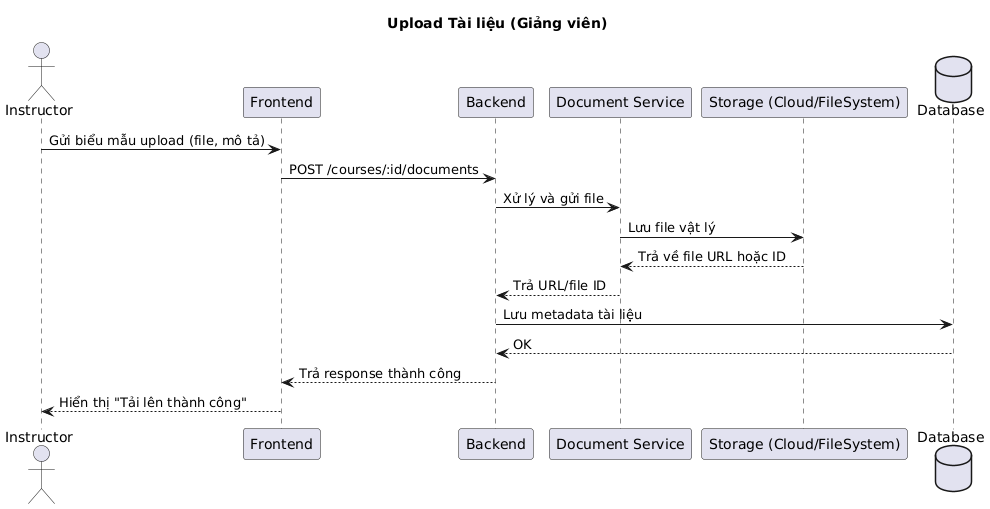 Upload Tài liệu (Giảng viên)
Instructor
Frontend
Backend
Document Service
Storage (Cloud/FileSystem)
Database
Gửi biểu mẫu upload (file, mô tả)
POST /courses/:id/documents
Xử lý và gửi file
Lưu file vật lý
Trả về file URL hoặc ID
Trả URL/file ID
Lưu metadata tài liệu
OK
Trả response thành công
Hiển thị "Tải lên thành công"
Instructor
Frontend
Backend
Document Service
Storage (Cloud/FileSystem)
Database